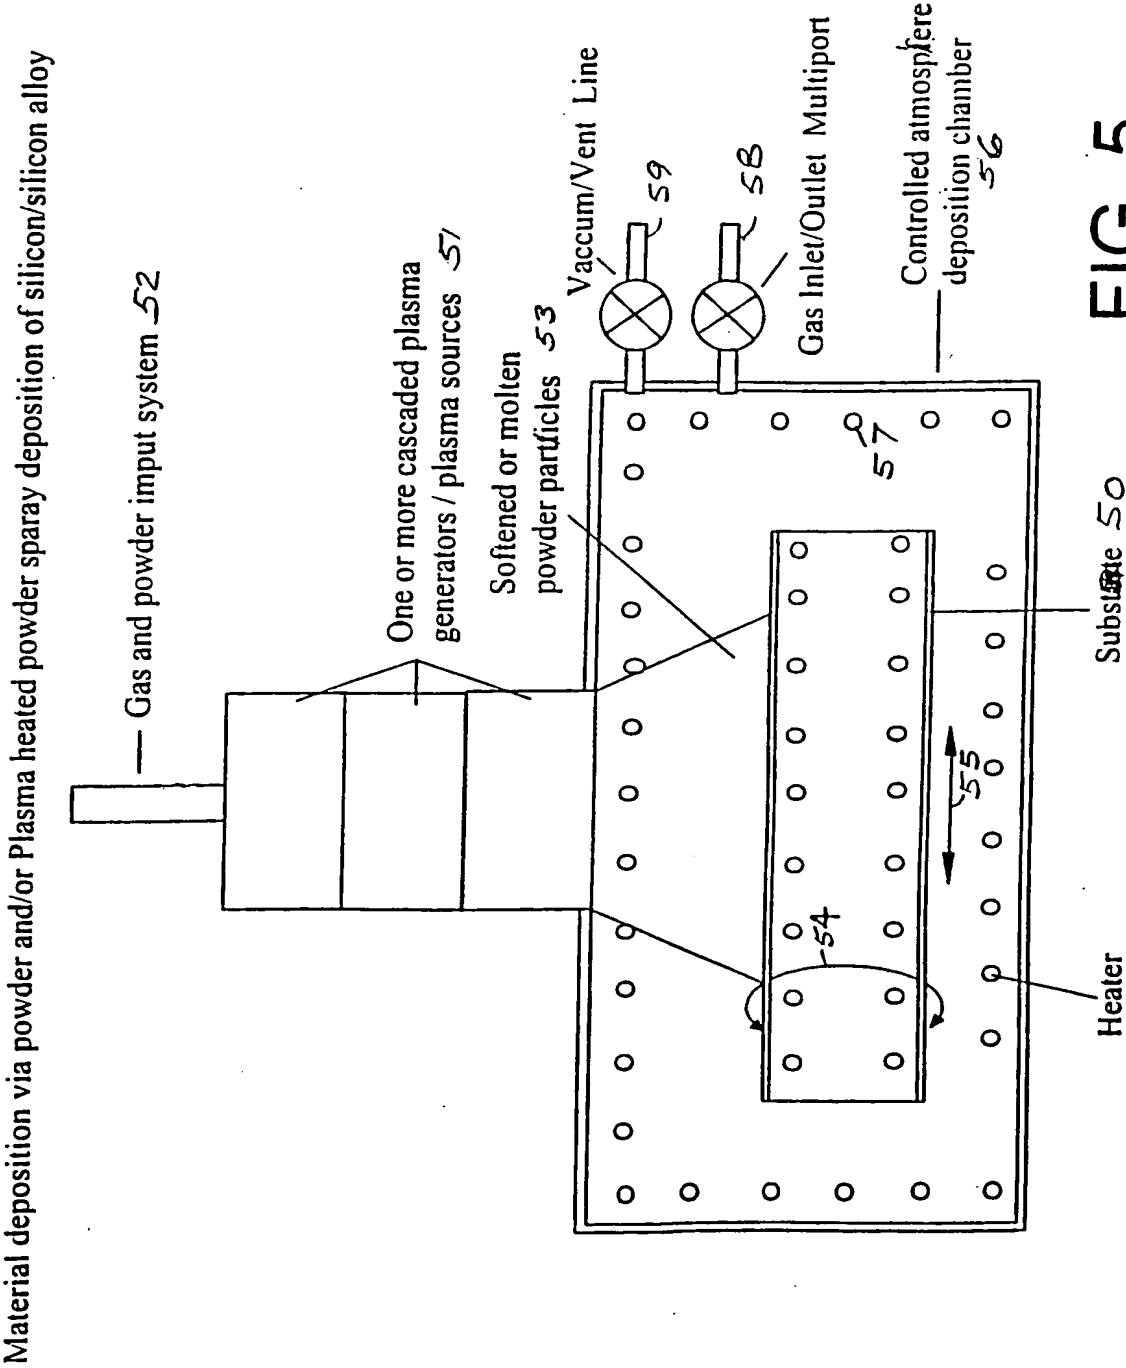 Material deposition via powder and/or Plasma heated powder sparay deposition of silicon/silicon alloy
Gas and powder imput system 52
One or more cascaded plasma
generators / plasma sources 51
Softened or molten
powder particles 53
Vaccum/Vent Line
59
58
Gas Inlet/Outlet Multiport
Controlled atmosphere
deposition chamber
56
57
54
55
Heater
Substrate 50
FIG 5